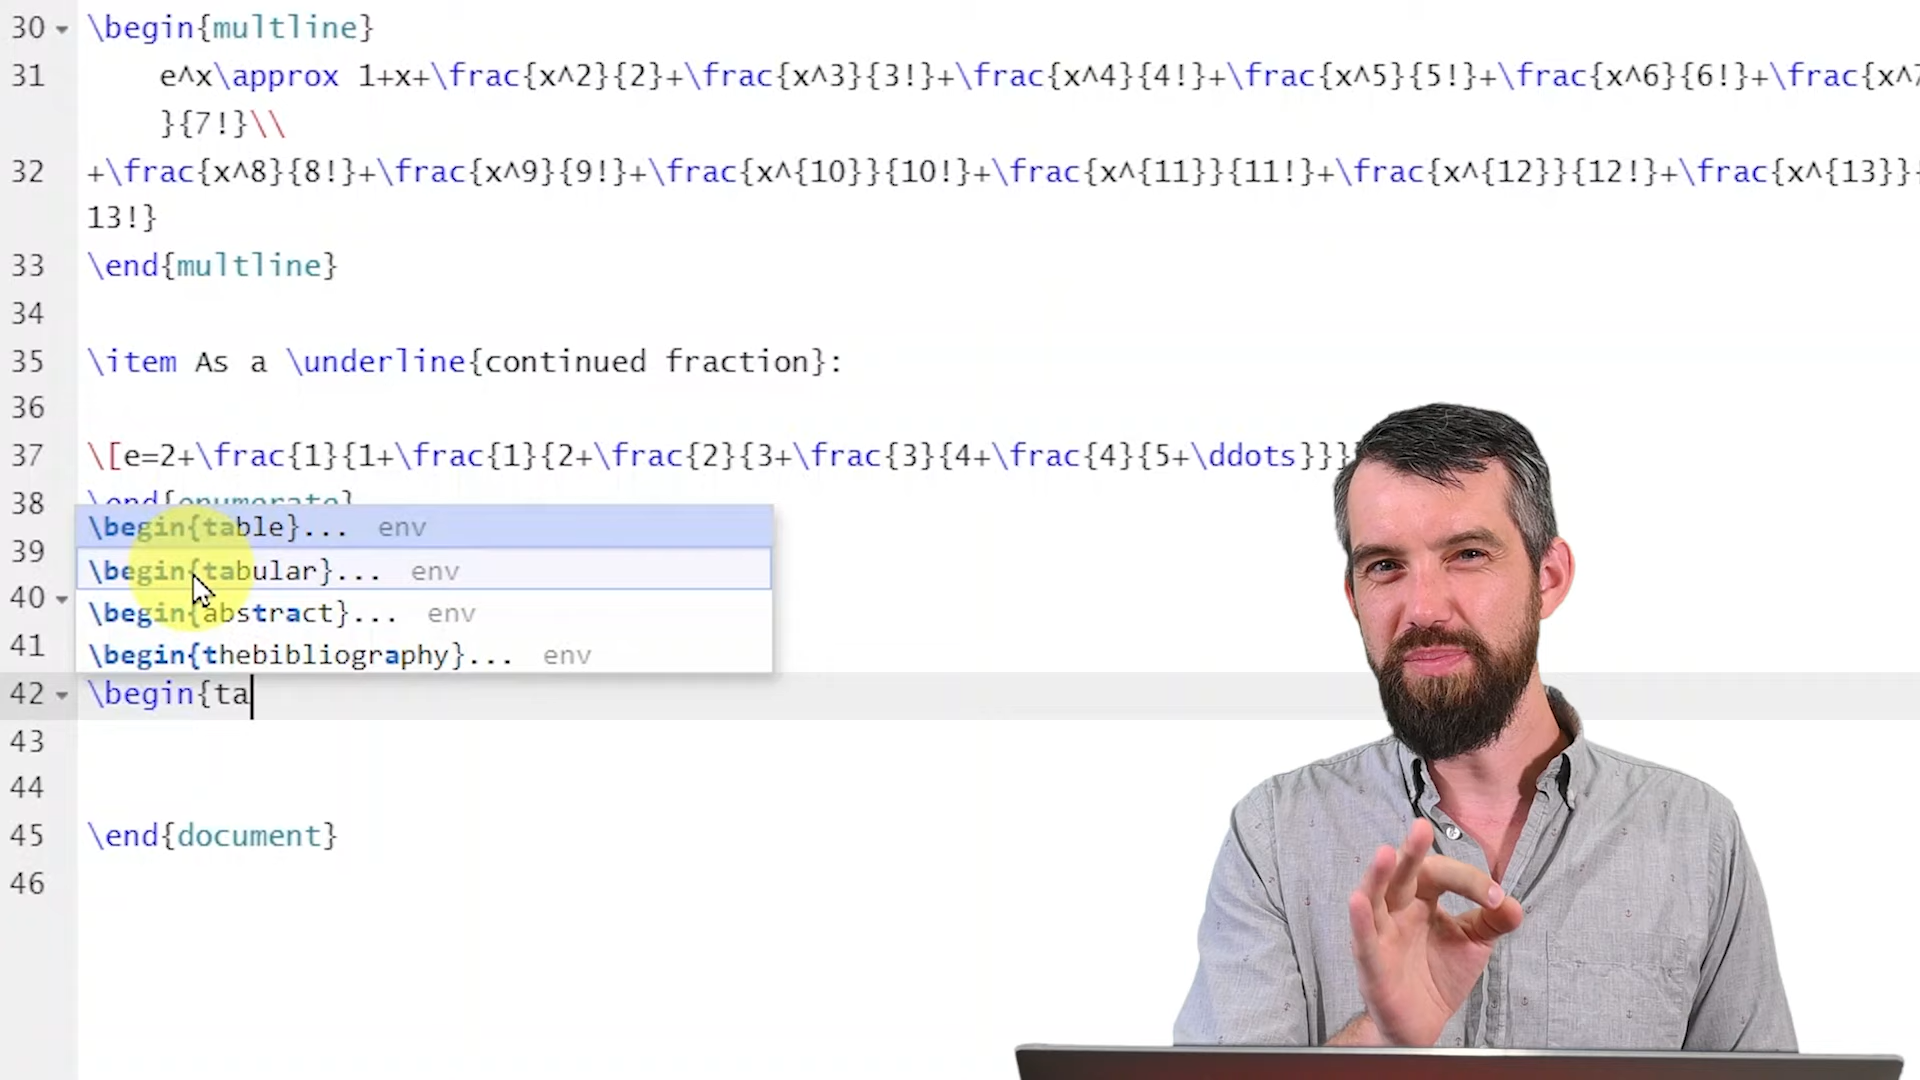 30 \begin{multline}
31 e^x\approx 1+x+\frac{x^2}{2}+\frac{x^3}{3!}+\frac{x^4}{4!}+\frac{x^5}{5!}+\frac{x^6}{6!}+\frac{x^7
}{7!}\\
32 +\frac{x^8}{8!}+\frac{x^9}{9!}+\frac{x^{10}}{10!}+\frac{x^{11}}{11!}+\frac{x^{12}}{12!}+\frac{x^{13}}{
13!}
33 \end{multline}
34
35 \item As a \underline{continued fraction}:
36
37 \[e=2+\frac{1}{1+\frac{1}{2+\frac{2}{3+\frac{3}{4+\frac{4}{5+\ddots}}}
38 \end{enumerate}
\begin{table}... env
39
\begin{tabular}... env
40
\begin{abstract}... env
41
\begin{thebibliography}... env
42 \begin{ta
43
44
45 \end{document}
46